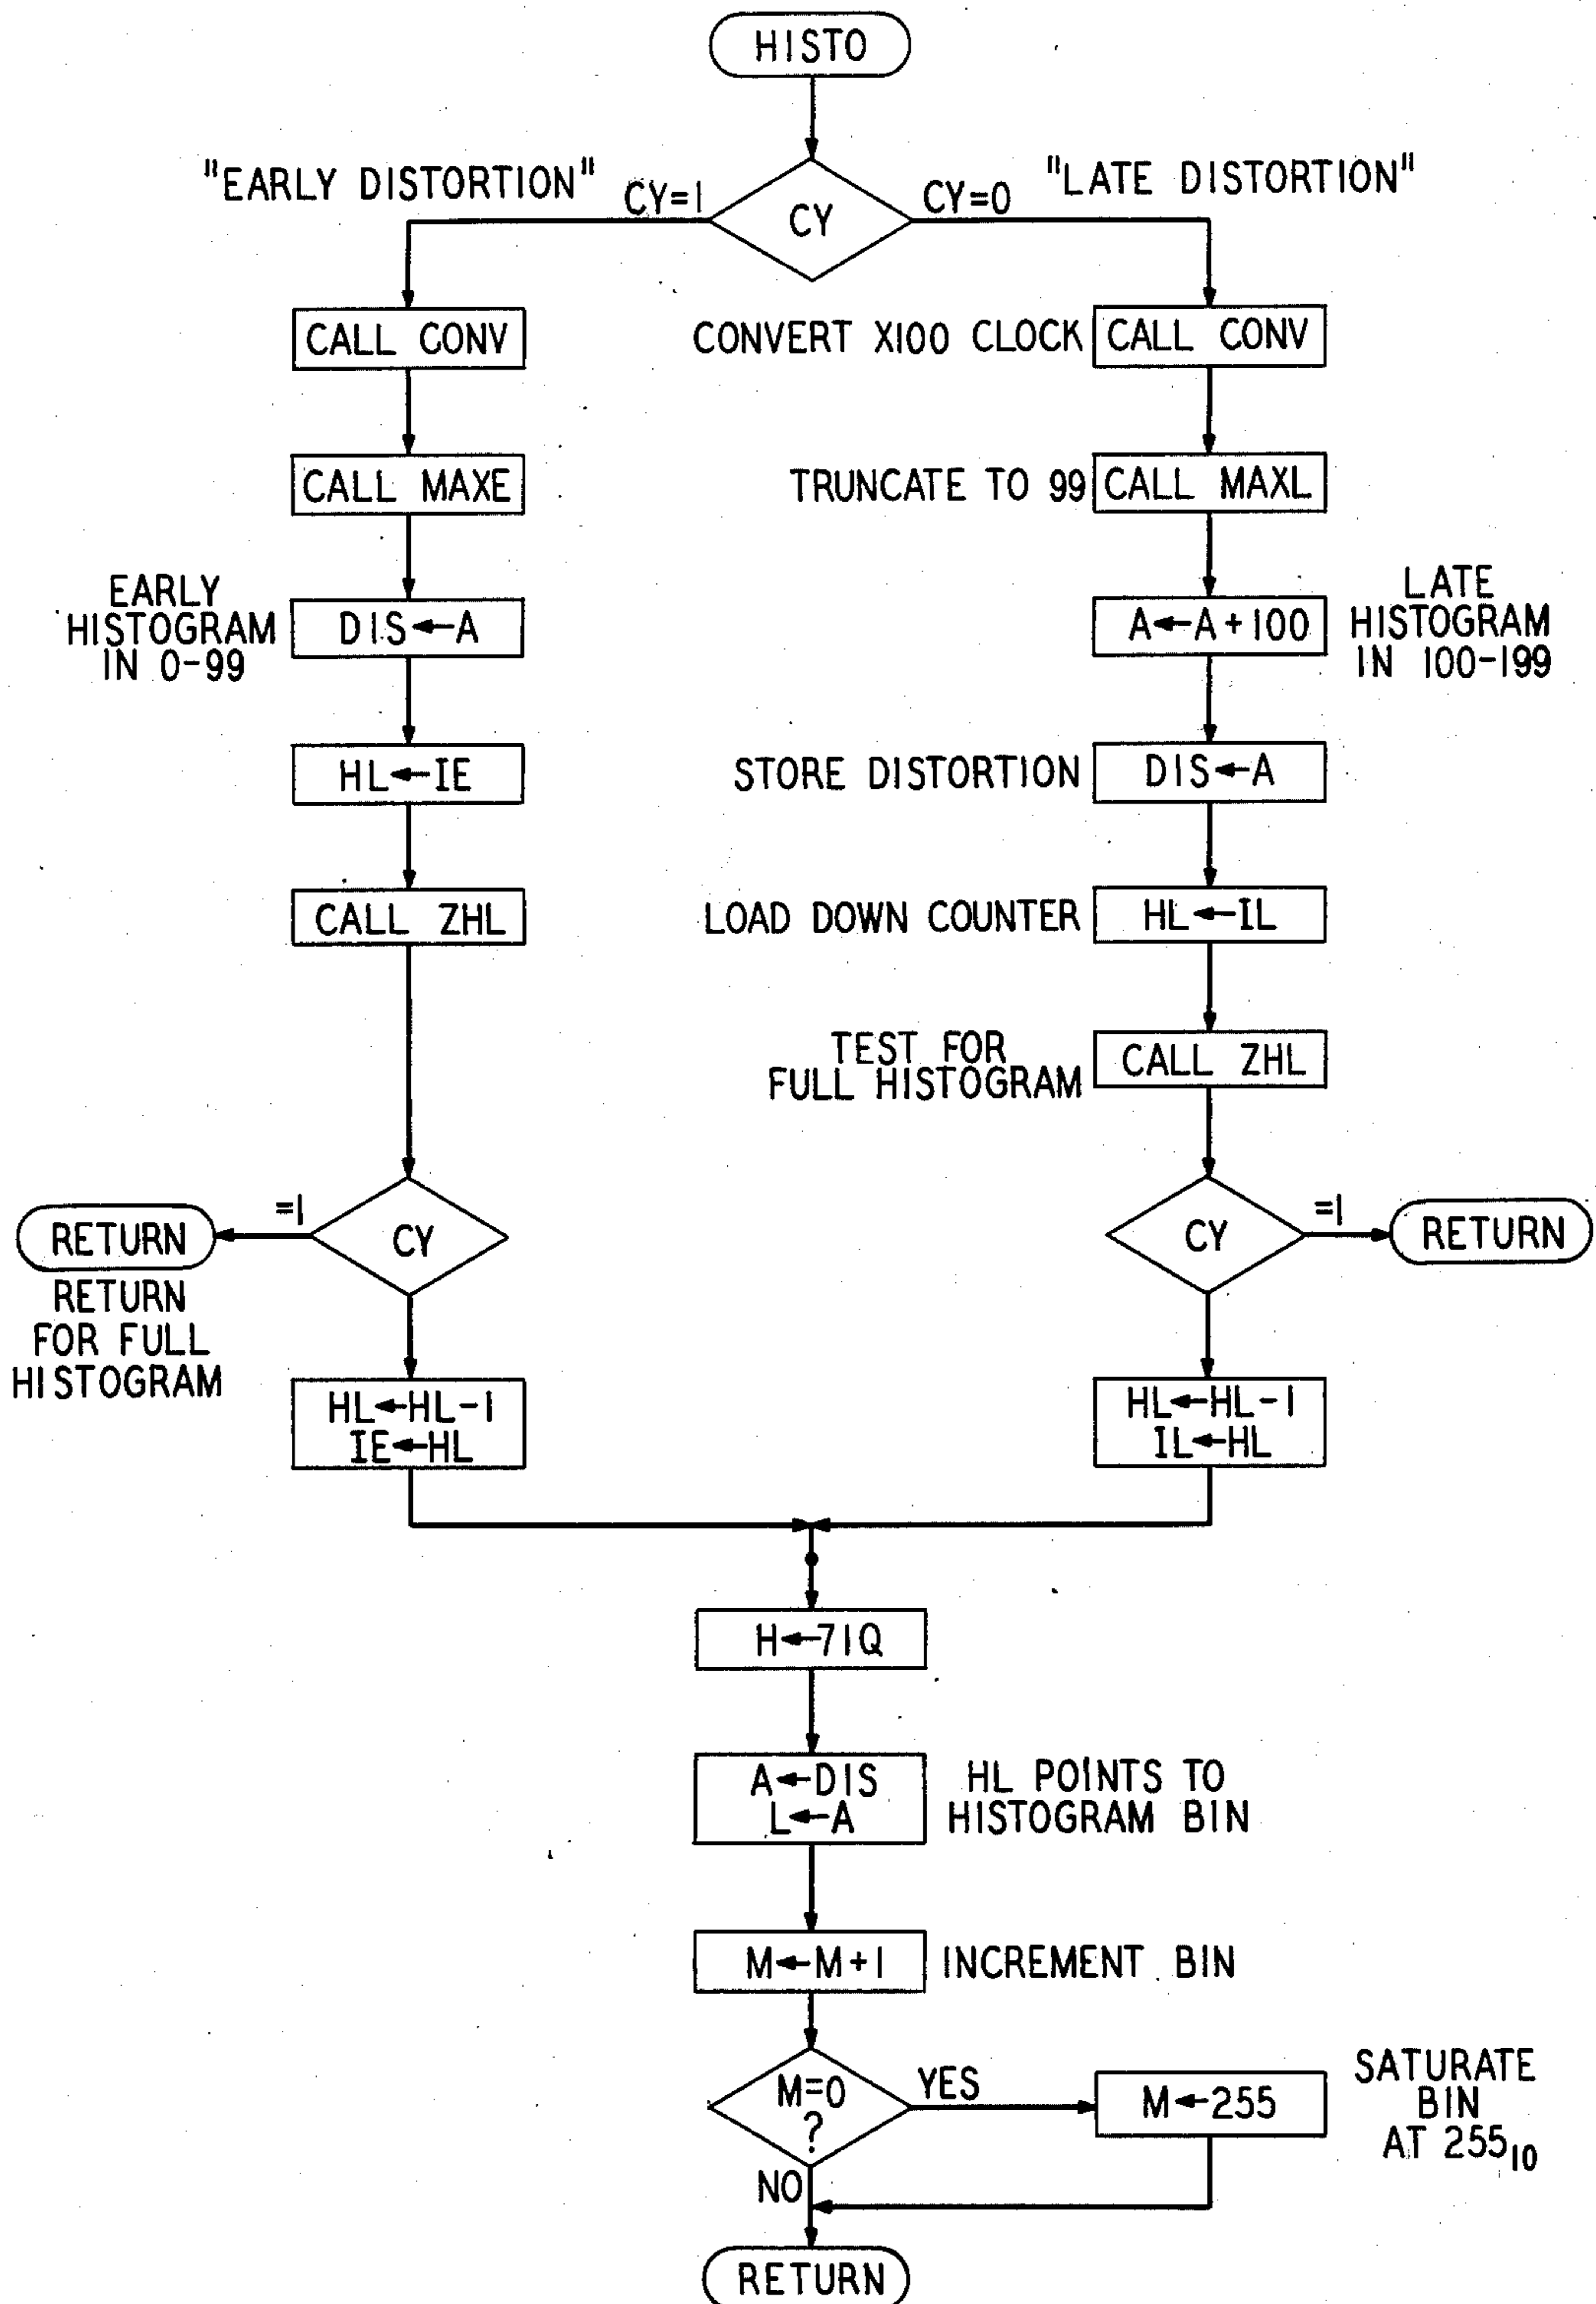 HISTO
"EARLY DISTORTION"
CY=1
CY
CY=0
"LATE DISTORTION"
CALL CONV
CONVERT X100 CLOCK
CALL CONV
CALL MAXE
TRUNCATE TO 99
CALL MAXL
EARLY
HISTOGRAM
IN 0-99
DIS←A
A←A+100
LATE
HISTOGRAM
IN 100-199
HL←IE
STORE DISTORTION
DIS←A
CALL ZHL
LOAD DOWN COUNTER
HL←IL
TEST FOR
FULL HISTOGRAM
CALL ZHL
RETURN
=1
CY
CY
=1
RETURN
RETURN
FOR FULL
HISTOGRAM
HL←HL-1
IE←HL
HL←HL-1
IL←HL
H←71Q
A←DIS
L←A
HL POINTS TO
HISTOGRAM BIN
M←M+1
INCREMENT BIN
M=0
?
YES
M←255
SATURATE
BIN
AT 255₁₀
NO
RETURN